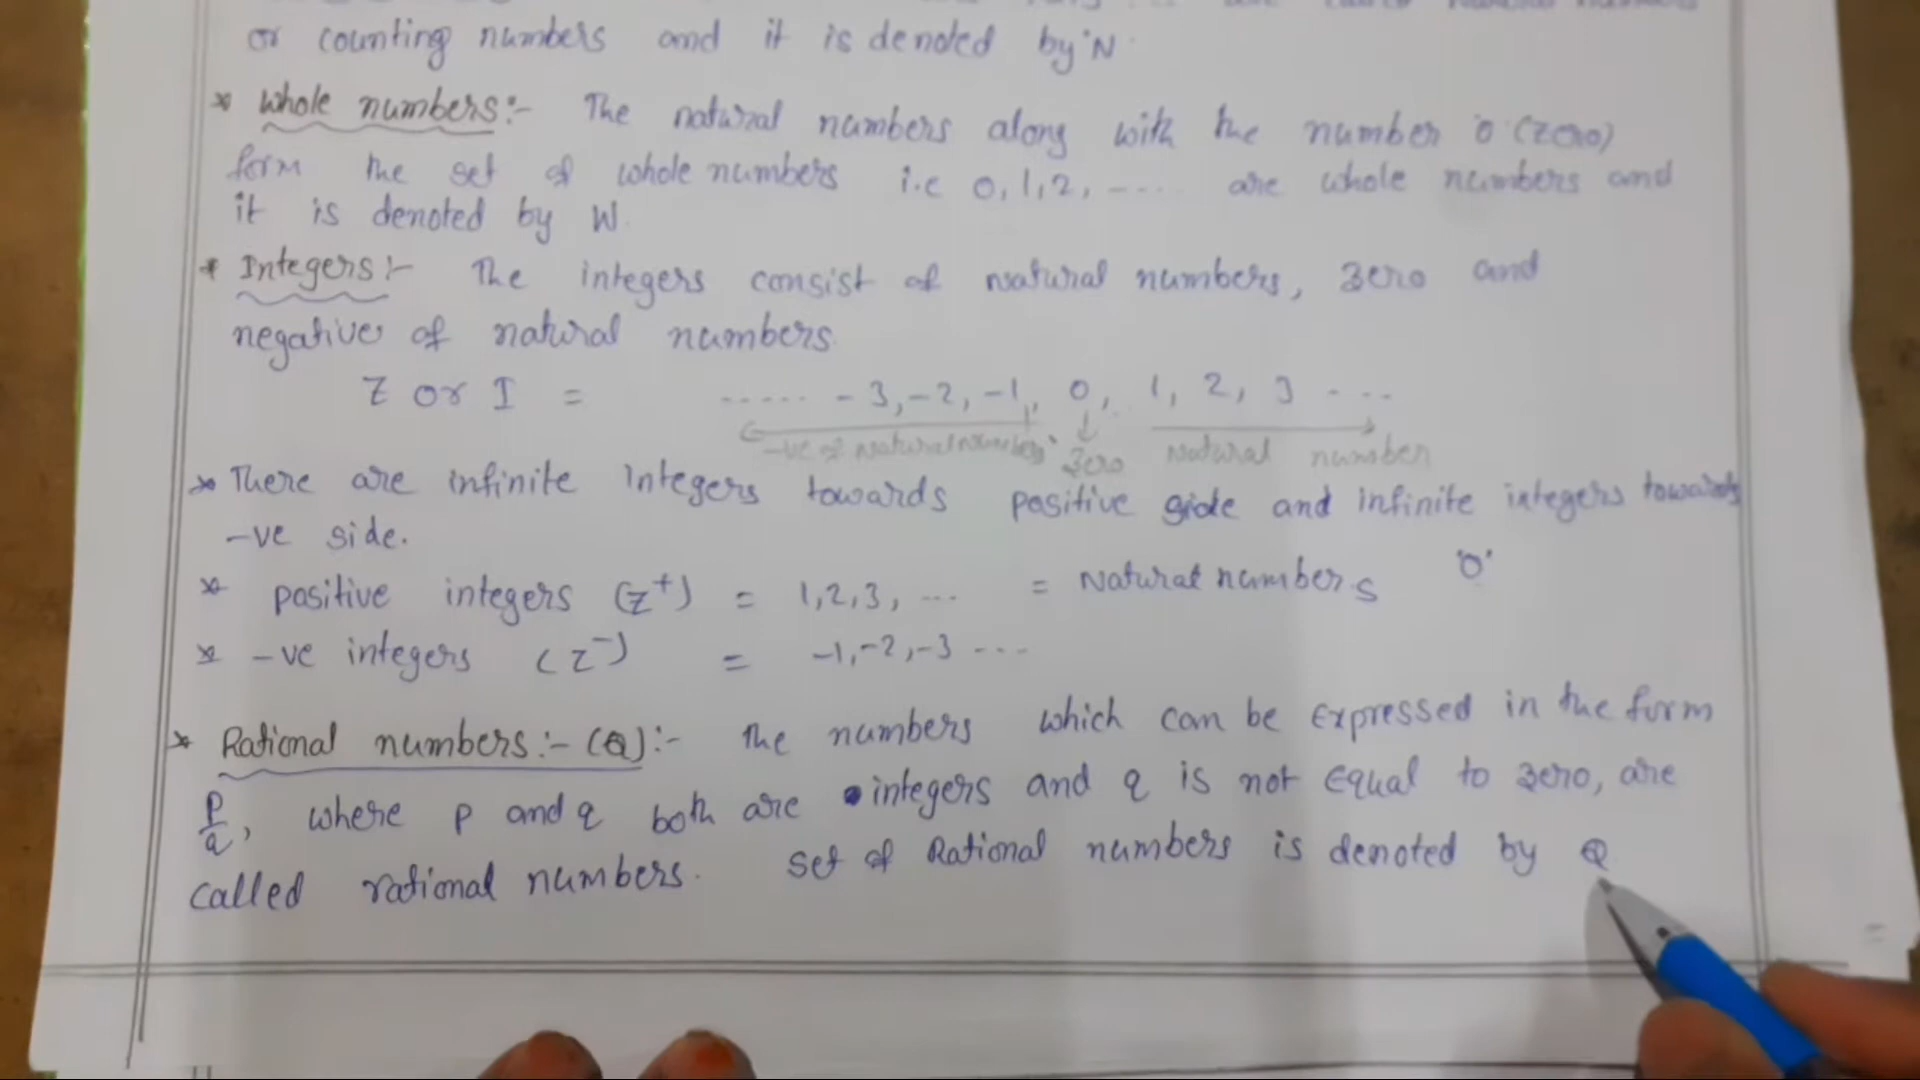 or counting numbers and it is denoted by 'N'
* Whole numbers:- The natural numbers along with the number 0 (zero)
form the set of whole numbers i.e 0, 1, 2, ---- are whole numbers and
it is denoted by W.
* Integers:- The integers consist of Natural numbers, zero and
negative of natural numbers
Z or I = ...... -3, -2, -1, 0, 1, 2, 3 - ...
-ve of natural number zero Natural number
* There are infinite Integers towards positive side and infinite integers towards
-ve side.
* positive integers (Z⁺) = 1, 2, 3, ... = Natural numbers '0'
* -ve integers (Z⁻) = -1, -2, -3 ----
* Rational numbers:- (Q):- The numbers which can be Expressed in the form
p/q, where p and q both are integers and q is not Equal to zero, are
called rational numbers. Set of Rational numbers is denoted by Q